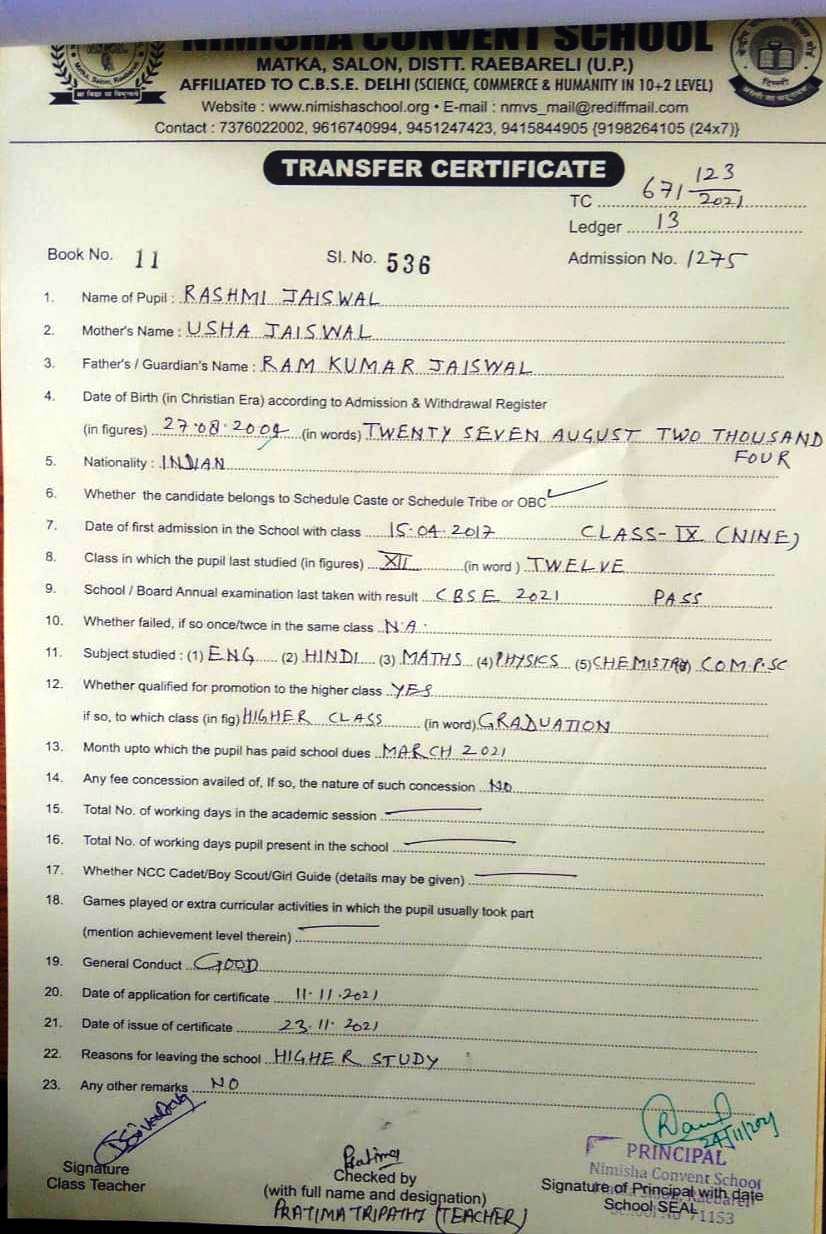 NIMISHA CONVENT SCHOOL
MATKA, SALON, DISTT. RAEBARELI (U.P.)
AFFILIATED TO C.B.S.E. DELHI (SCIENCE, COMMERCE & HUMANITY IN 10+2 LEVEL)
Website : www.nimishaschool.org • E-mail : nmvs_mail@rediffmail.com
Contact : 7376022002, 9616740994, 9451247423, 9415844905 {9198264105 (24x7)}
TRANSFER CERTIFICATE
TC 671 123/2021
Ledger 13
Book No. 11 Sl. No. 536 Admission No. 1275
1. Name of Pupil : RASHMI JAISWAL
2. Mother's Name : USHA JAISWAL
3. Father's / Guardian's Name : RAM KUMAR JAISWAL
4. Date of Birth (in Christian Era) according to Admission & Withdrawal Register
(in figures) 27.08.2004 (in words) TWENTY SEVEN AUGUST TWO THOUSAND
FOUR
5. Nationality : INDIAN
6. Whether the candidate belongs to Schedule Caste or Schedule Tribe or OBC ✓
7. Date of first admission in the School with class 15.04.2017 CLASS-IX (NINE)
8. Class in which the pupil last studied (in figures) XII (in word ) TWELVE
9. School / Board Annual examination last taken with result CBSE 2021 PASS
10. Whether failed, if so once/twce in the same class N.A.
11. Subject studied : (1) ENG (2) HINDI (3) MATHS (4) PHYSICS (5) CHEMISTRY (6) COMP.SC
12. Whether qualified for promotion to the higher class YES
if so, to which class (in fig) HIGHER CLASS (in word) GRADUATION
13. Month upto which the pupil has paid school dues MARCH 2021
14. Any fee concession availed of, If so, the nature of such concession NO
15. Total No. of working days in the academic session
16. Total No. of working days pupil present in the school
17. Whether NCC Cadet/Boy Scout/Girl Guide (details may be given)
18. Games played or extra curricular activities in which the pupil usually took part
(mention achievement level therein)
19. General Conduct GOOD
20. Date of application for certificate 11.11.2021
21. Date of issue of certificate 23.11.2021
22. Reasons for leaving the school HIGHER STUDY
23. Any other remarks NO
24/11/2021
PRINCIPAL
Pratima
Nimisha Convent School
Signature
Checked by
Signature of Principal with date
Class Teacher
(with full name and designation)
School SEAL
PRATIMA TRIPATHI (TEACHER)
71153